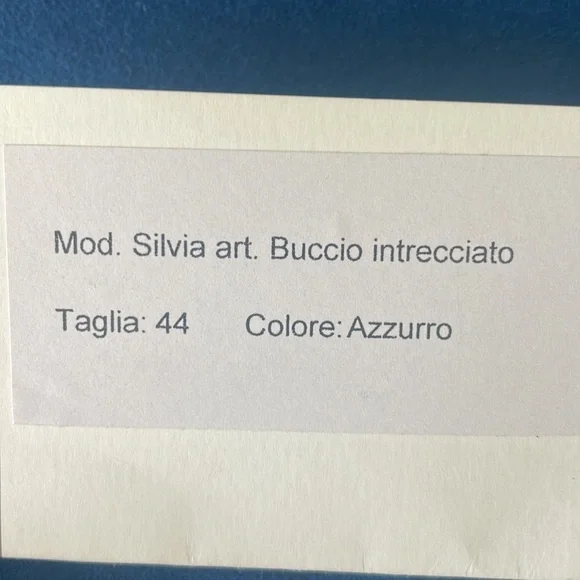 Mod. Silvia art. Buccio intrecciato
Taglia: 44 Colore: Azzurro